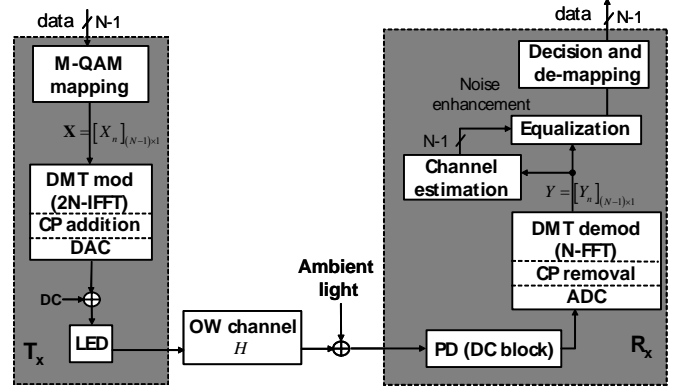 data N-1
M-QAM
mapping
X = [X_n]_{(N-1)×1}
DMT mod
(2N-IFFT)
CP addition
DAC
DC
LED
T_x
OW channel
H
Ambient
light
data N-1
Decision and
de-mapping
Noise
enhancement
Equalization
N-1
Channel
estimation
Y = [Y_n]_{(N-1)×1}
DMT demod
(N-FFT)
CP removal
ADC
PD (DC block)
R_x